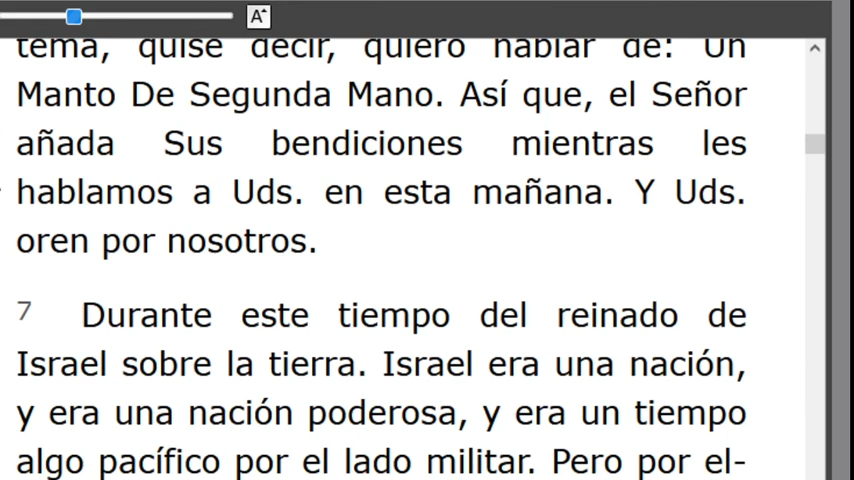 A
tema, quise decir, quiero hablar de: Un
Manto De Segunda Mano. Así que, el Señor
añada Sus bendiciones mientras les
hablamos a Uds. en esta mañana. Y Uds.
oren por nosotros.
7 Durante este tiempo del reinado de
Israel sobre la tierra. Israel era una nación,
y era una nación poderosa, y era un tiempo
algo pacífico por el lado militar. Pero por el-